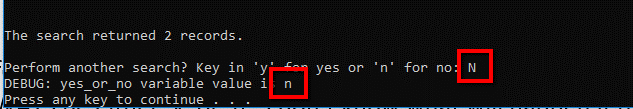 The search returned 2 records.
Perform another search? Key in 'y' for yes or 'n' for no: N
DEBUG: yes_or_no variable value is n
Press any key to continue . . .